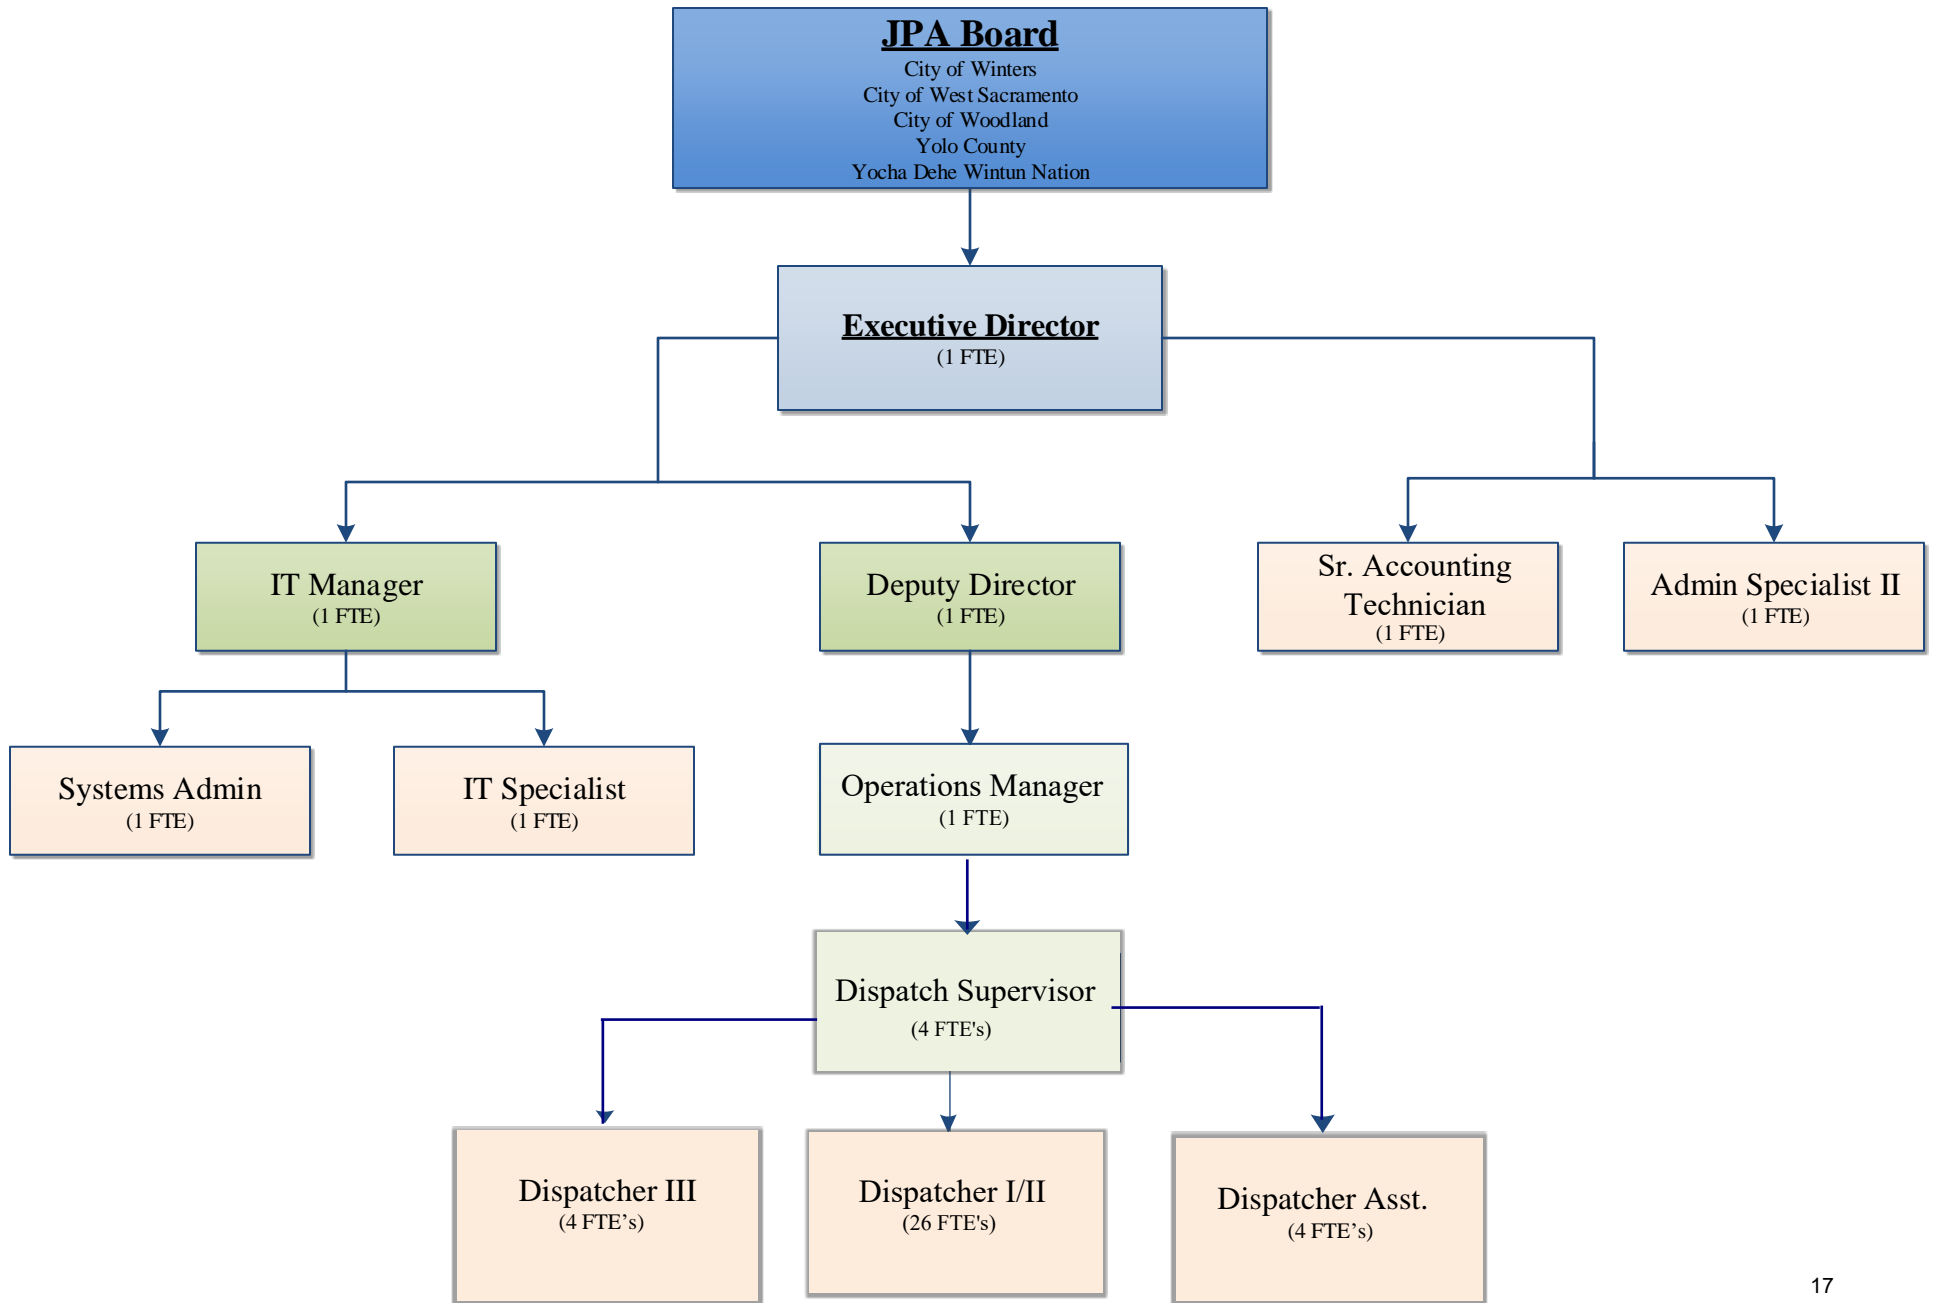 JPA Board
City of Winters
City of West Sacramento
City of Woodland
Yolo County
Yocha Dehe Wintun Nation
Executive Director
(1 FTE)
IT Manager
(1 FTE)
Deputy Director
(1 FTE)
Sr. Accounting
Technician
(1 FTE)
Admin Specialist II
(1 FTE)
Systems Admin
(1 FTE)
IT Specialist
(1 FTE)
Operations Manager
(1 FTE)
Dispatch Supervisor
(4 FTE's)
Dispatcher III
(4 FTE’s)
Dispatcher I/II
(26 FTE's)
Dispatcher Asst.
(4 FTE’s)
17